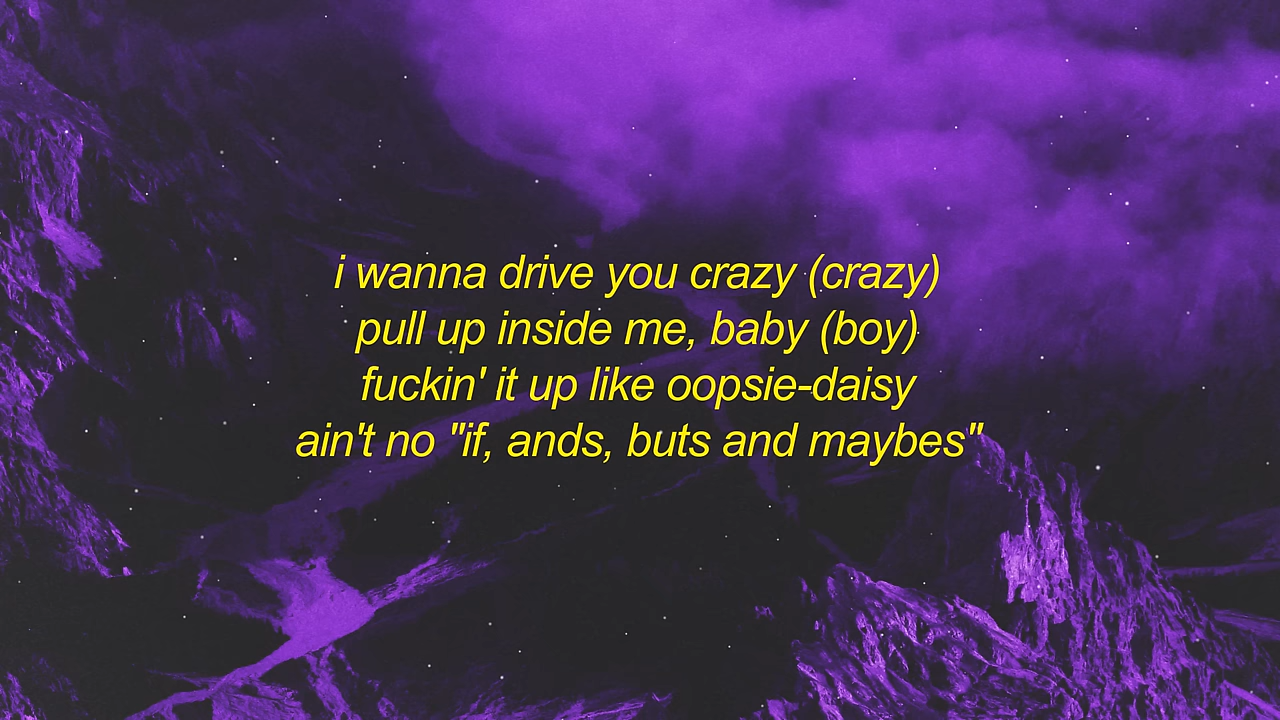 i wanna drive you crazy (crazy)
pull up inside me, baby (boy)
fuckin' it up like oopsie-daisy
ain't no "if, ands, buts and maybes"